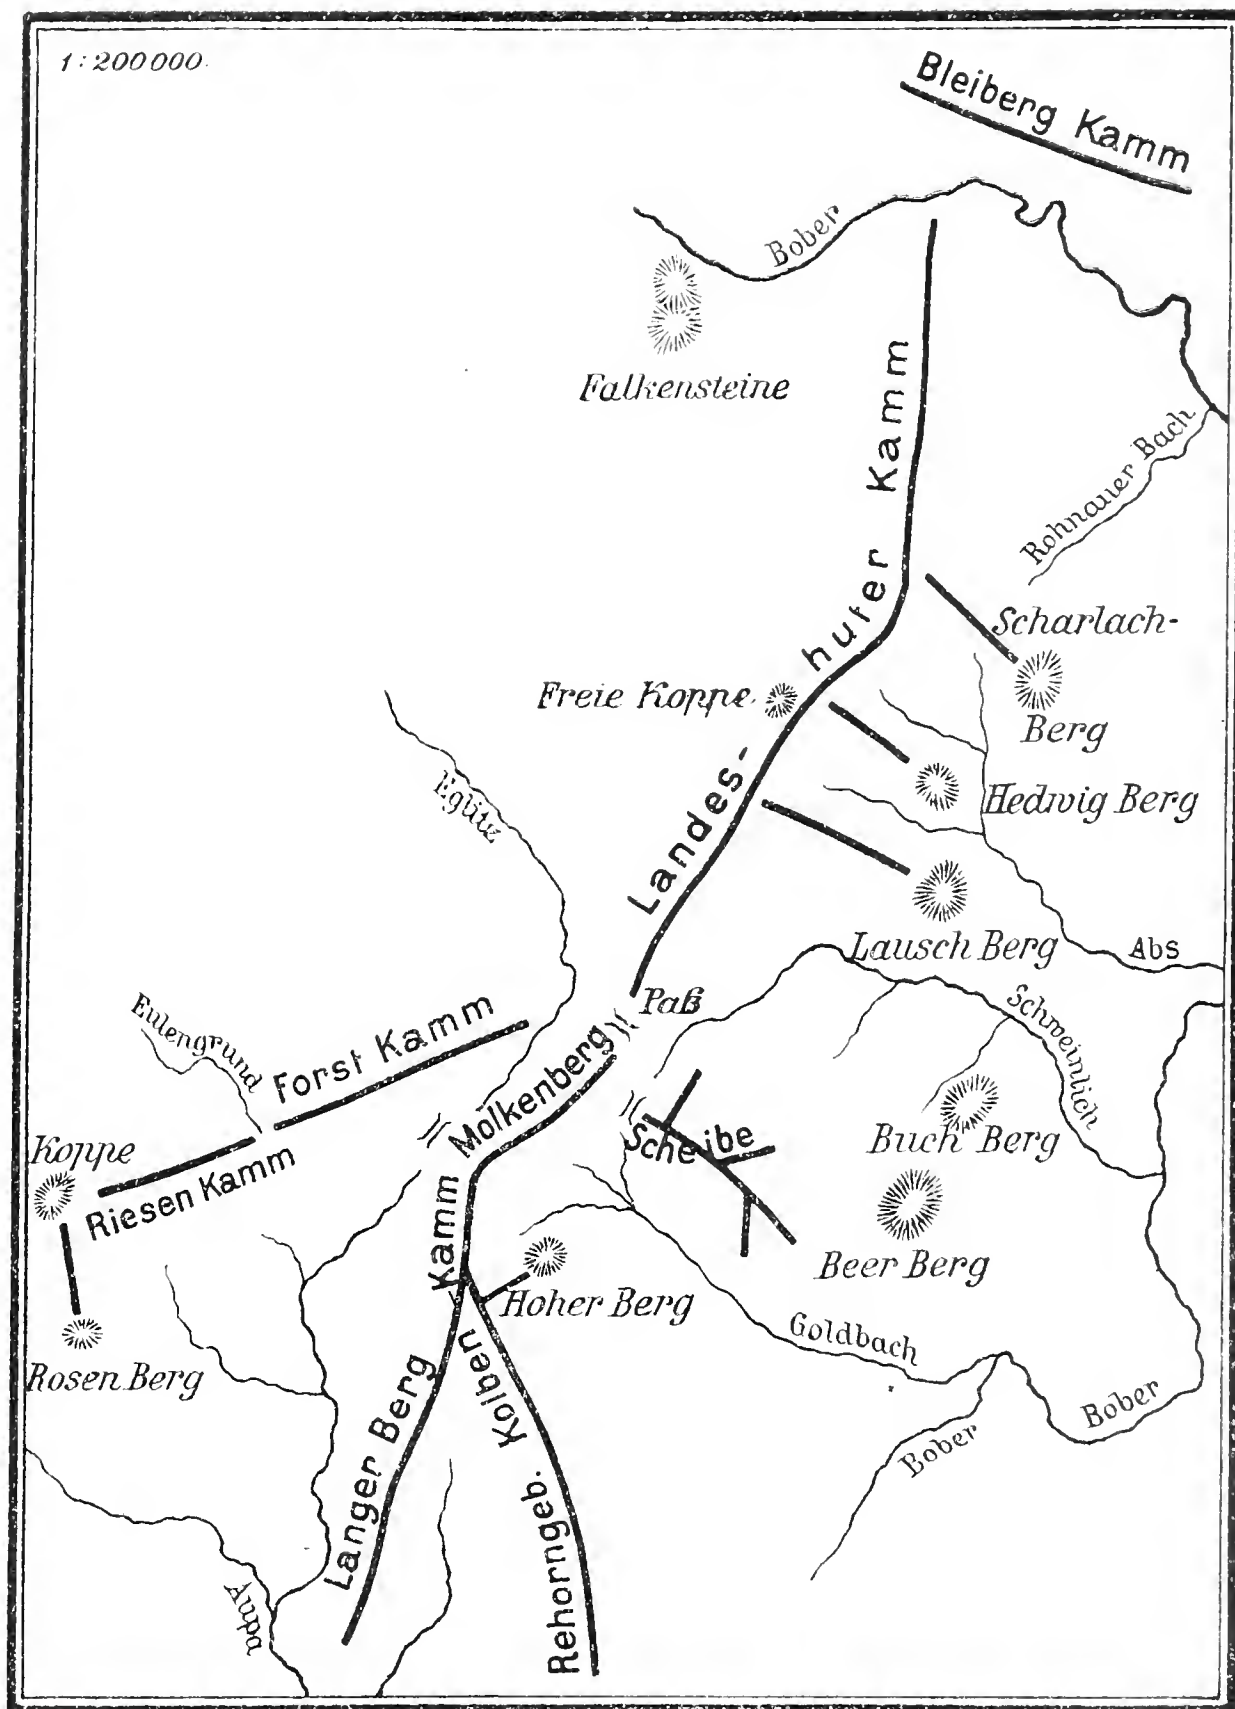 1:200000.
Bleiberg Kamm
Bober
Falkensteine
Landes-
huter Kamm
Rohnauer Bach
Scharlach-
Berg
Freie Koppe
Hedwig Berg
Eglitz
Lausch Berg
Abs
Paß
Schweinlich
Eulengrund
Forst Kamm
Molkenberg
Scheibe
Buch Berg
Koppe
Riesen Kamm
Kamm
Beer Berg
Hoher Berg
Goldbach
Rosen Berg
Kolben
Bober
Bober
Langer Berg
Rehorngeb.
Aupa